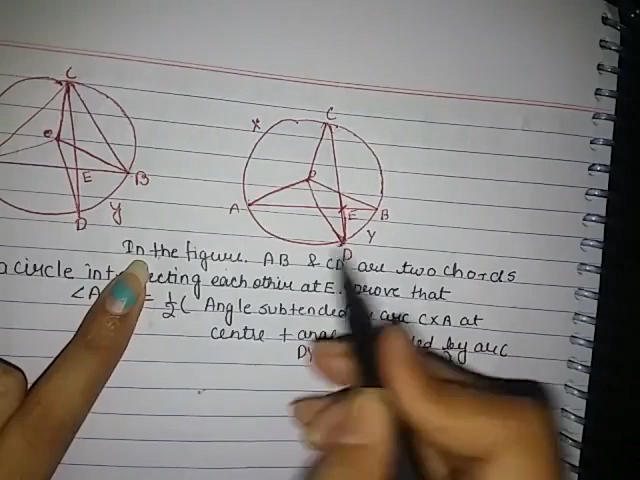 C
O
B
E
D
Y
C
X
O
A
E
B
Y
D
In the figure. AB & CD are two chords
a circle intersecting each other at E. prove that
= 1/2 ( Angle subtended by arc CXA at
centre + by arc